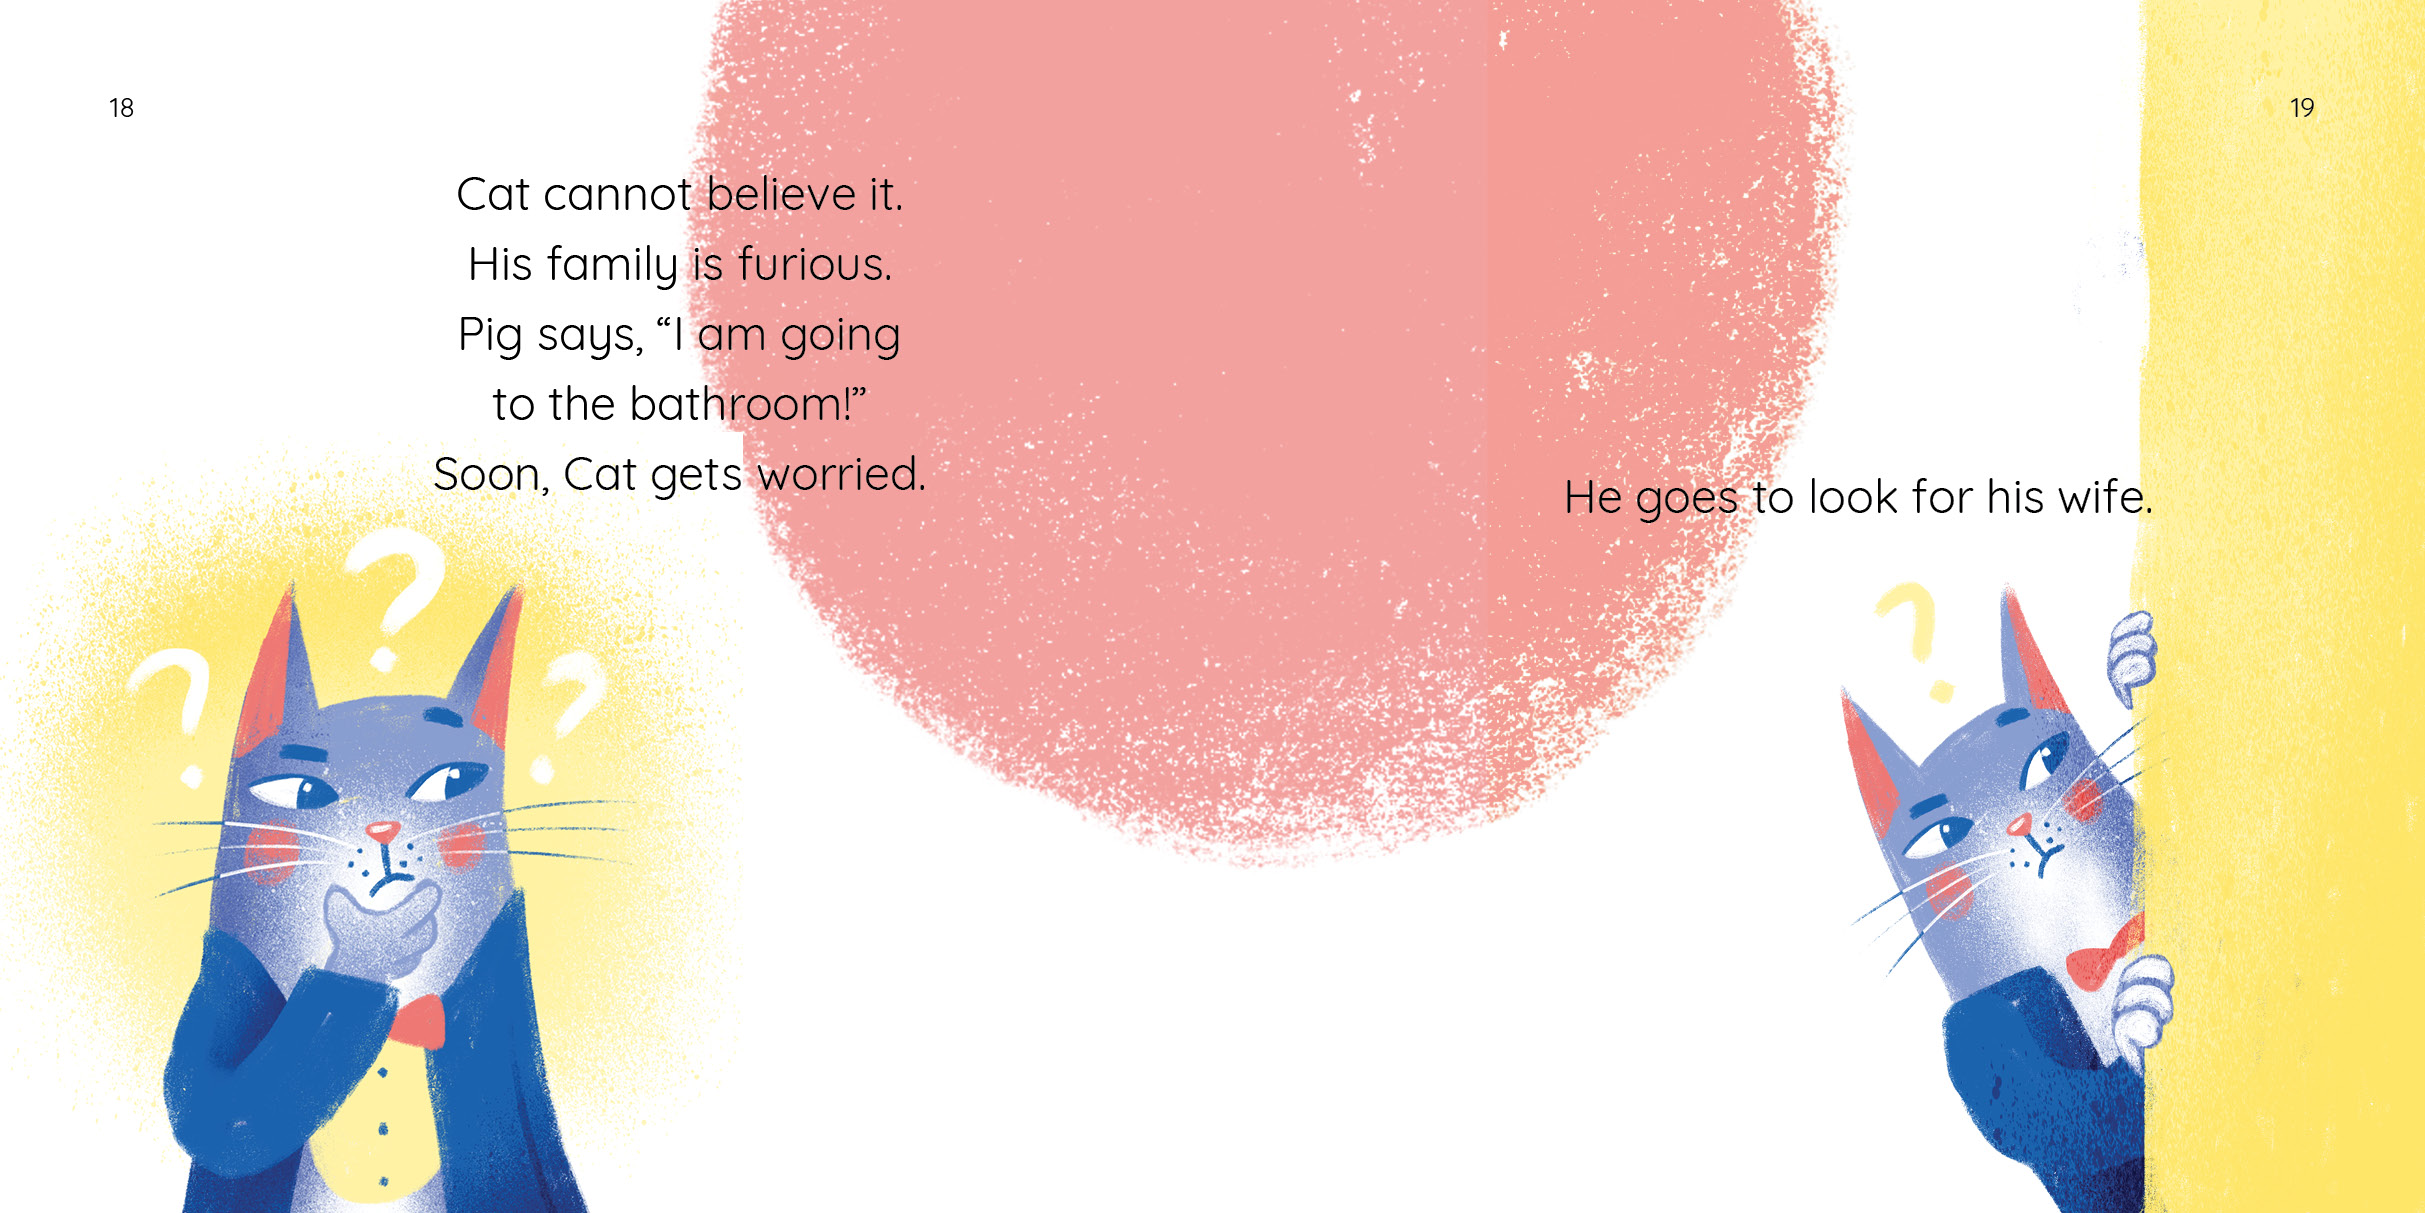 18
Cat cannot believe it.
His family is furious.
Pig says, “I am going
to the bathroom!”
Soon, Cat gets worried.
19
He goes to look for his wife.